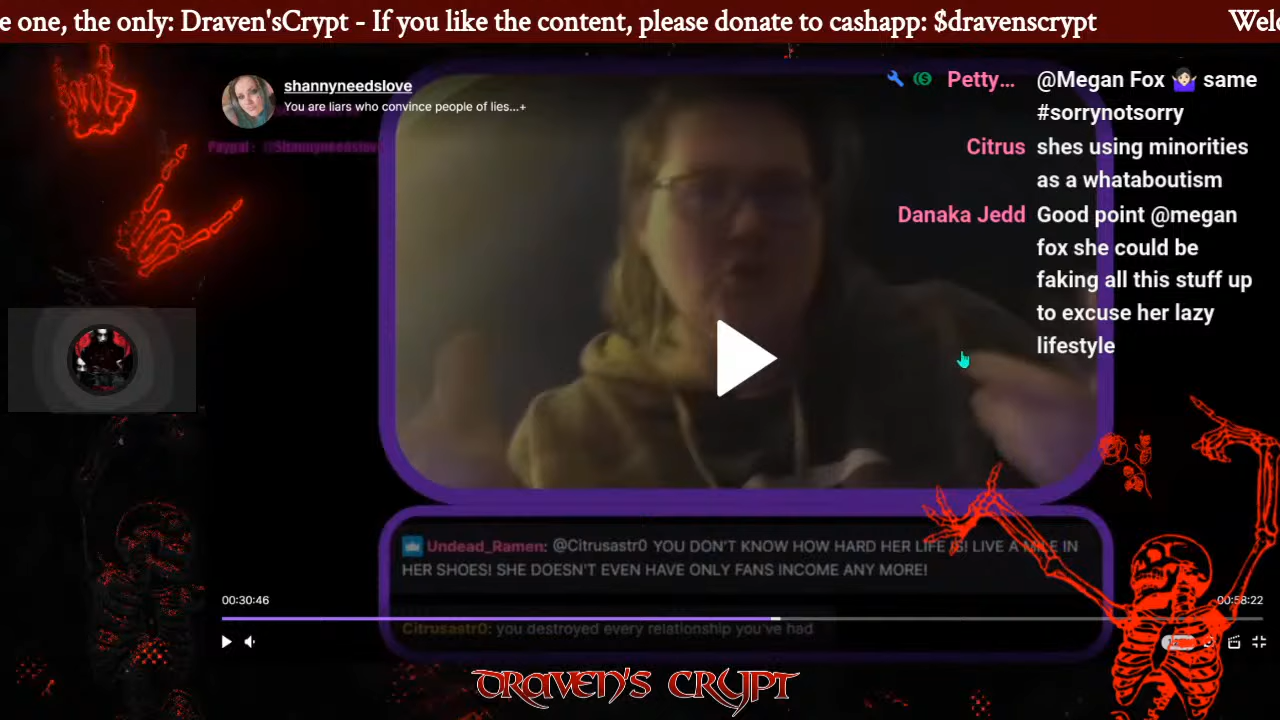 e one, the only: Draven'sCrypt - If you like the content, please donate to cashapp: $dravenscrypt
Welc
shannyneedslove
You are liars who convince people of lies...+
Paypal: @Shannyneedslove
Petty... @Megan Fox 🤷🏻‍♀️ same
#sorrynotsorry
Citrus shes using minorities
as a whataboutism
Danaka Jedd Good point @megan
fox she could be
faking all this stuff up
to excuse her lazy
lifestyle
Undead_Ramen: @Citrusastr0 YOU DON'T KNOW HOW HARD HER LIFE IS! LIVE A MILE IN
HER SHOES! SHE DOESN'T EVEN HAVE ONLY FANS INCOME ANY MORE!
00:30:46
00:58:22
Citrusastr0: you destroyed every relationship you've had
DRAVEN'S CRYPT